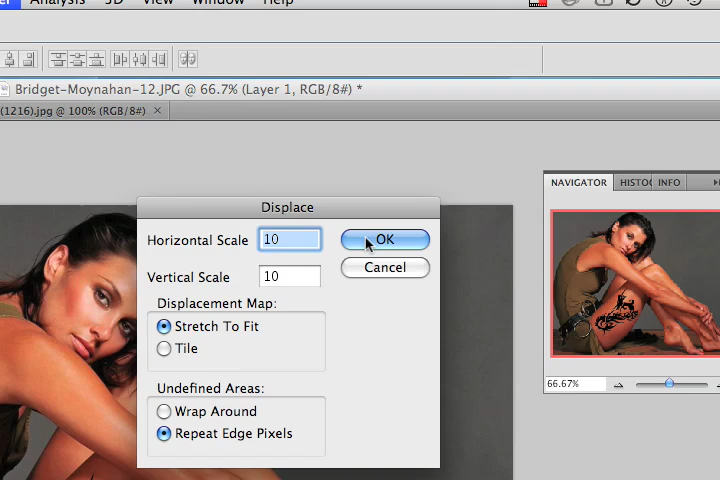 Analysis 3D View Window Help
Bridget-Moynahan-12.JPG @ 66.7% (Layer 1, RGB/8#) *
(1216).jpg @ 100% (RGB/8#) ×
NAVIGATOR HISTO INFO
Displace
Horizontal Scale 10 OK
Vertical Scale 10 Cancel
Displacement Map:
Stretch To Fit
Tile
66.67%
Undefined Areas:
Wrap Around
Repeat Edge Pixels